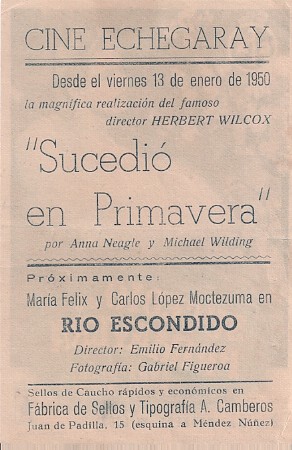 CINE ECHEGARAY
Desde el viernes 13 de enero de 1950
la magnífica realización del famoso
director HERBERT WILCOX
"Sucedió
en Primavera"
por Anna Neagle y Michael Wilding
Próximamente:
María Felix y Carlos López Moctezuma en
RIO ESCONDIDO
Director: Emilio Fernández
Fotografía: Gabriel Figueroa
Sellos de Caucho rápidos y económicos en
Fábrica de Sellos y Tipografía A. Camberos
Juan de Padilla, 15 (esquina a Méndez Núñez)